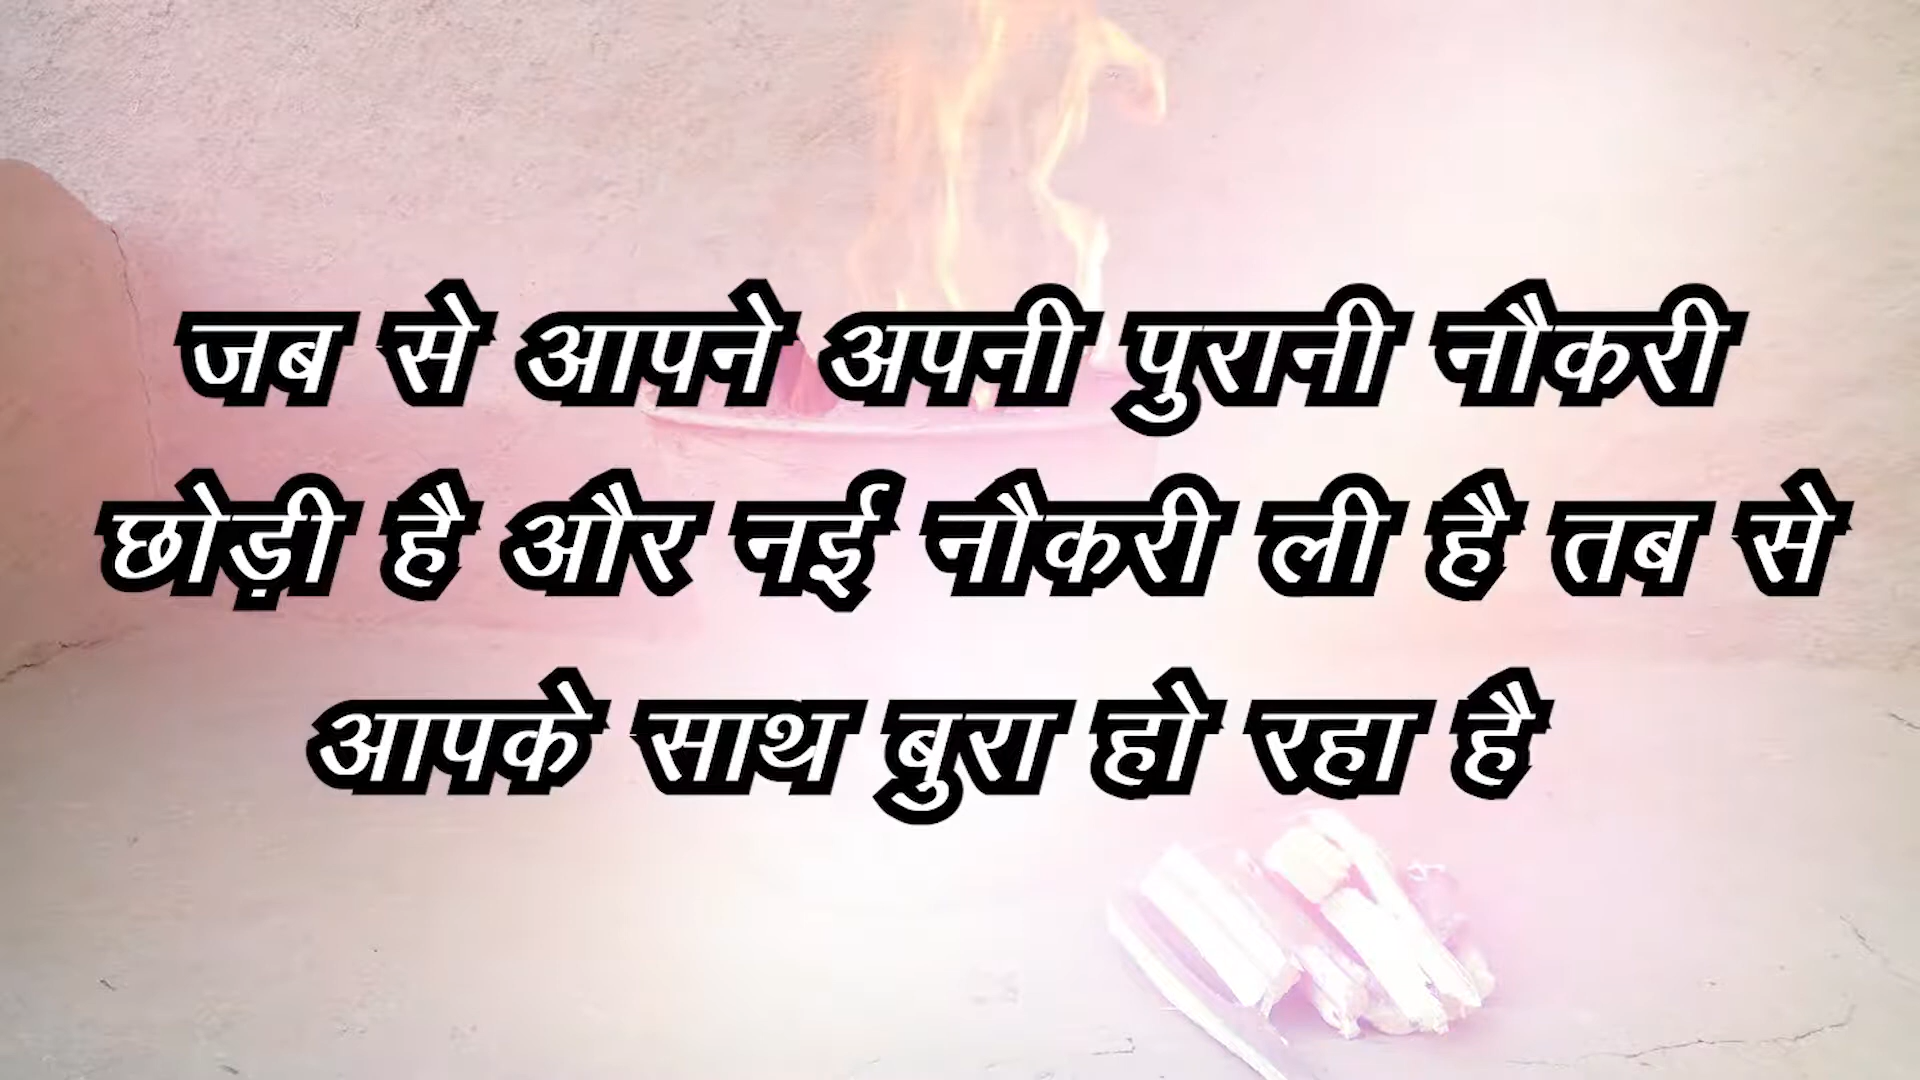 जब से आपने अपनी पुरानी नौकरी
छोड़ी है और नई नौकरी ली है तब से
आपके साथ बुरा हो रहा है